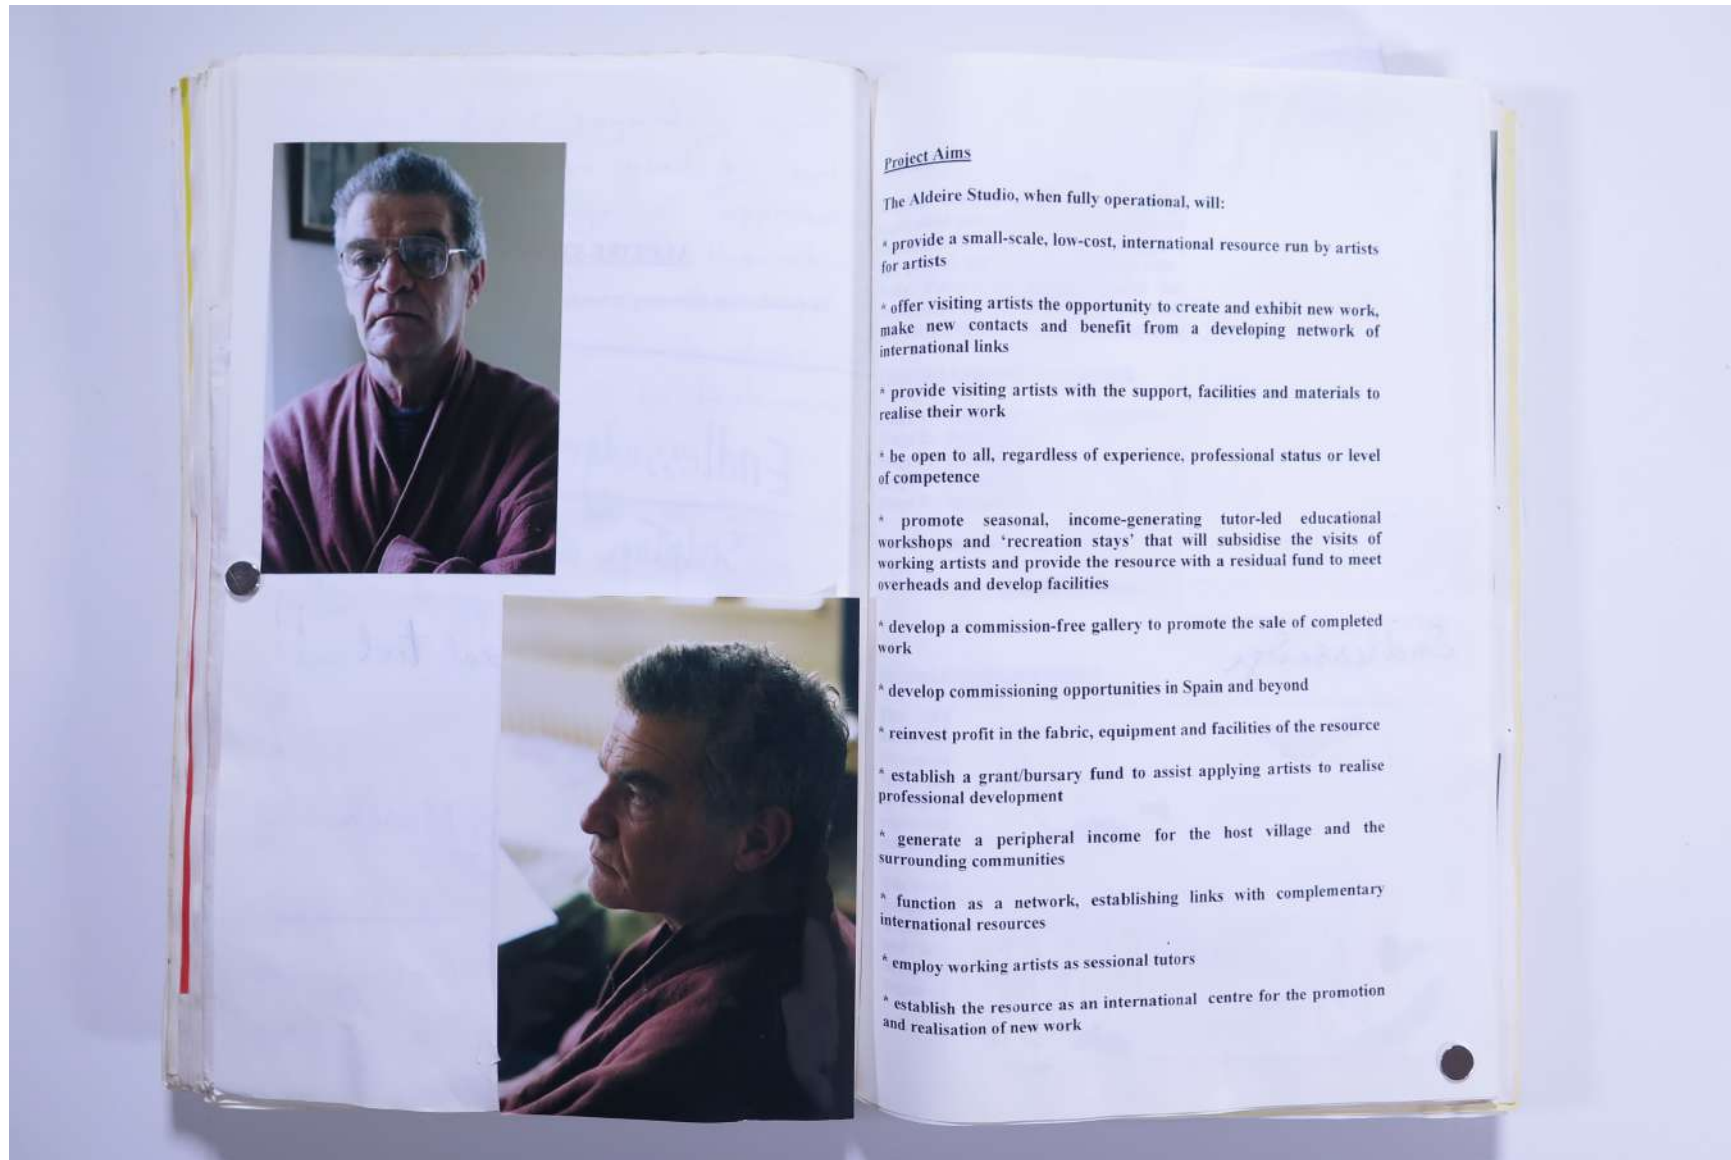 Project Aims
The Aldeire Studio, when fully operational, will:
* provide a small-scale, low-cost, international resource run by artists
for artists
* offer visiting artists the opportunity to create and exhibit new work,
make new contacts and benefit from a developing network of
international links
* provide visiting artists with the support, facilities and materials to
realise their work
* be open to all, regardless of experience, professional status or level
of competence
* promote seasonal, income-generating tutor-led educational
workshops and ‘recreation stays’ that will subsidise the visits of
working artists and provide the resource with a residual fund to meet
overheads and develop facilities
* develop a commission-free gallery to promote the sale of completed
work
* develop commissioning opportunities in Spain and beyond
* reinvest profit in the fabric, equipment and facilities of the resource
* establish a grant/bursary fund to assist applying artists to realise
professional development
* generate a peripheral income for the host village and the
surrounding communities
* function as a network, establishing links with complementary
international resources
* employ working artists as sessional tutors
* establish the resource as an international centre for the promotion
and realisation of new work